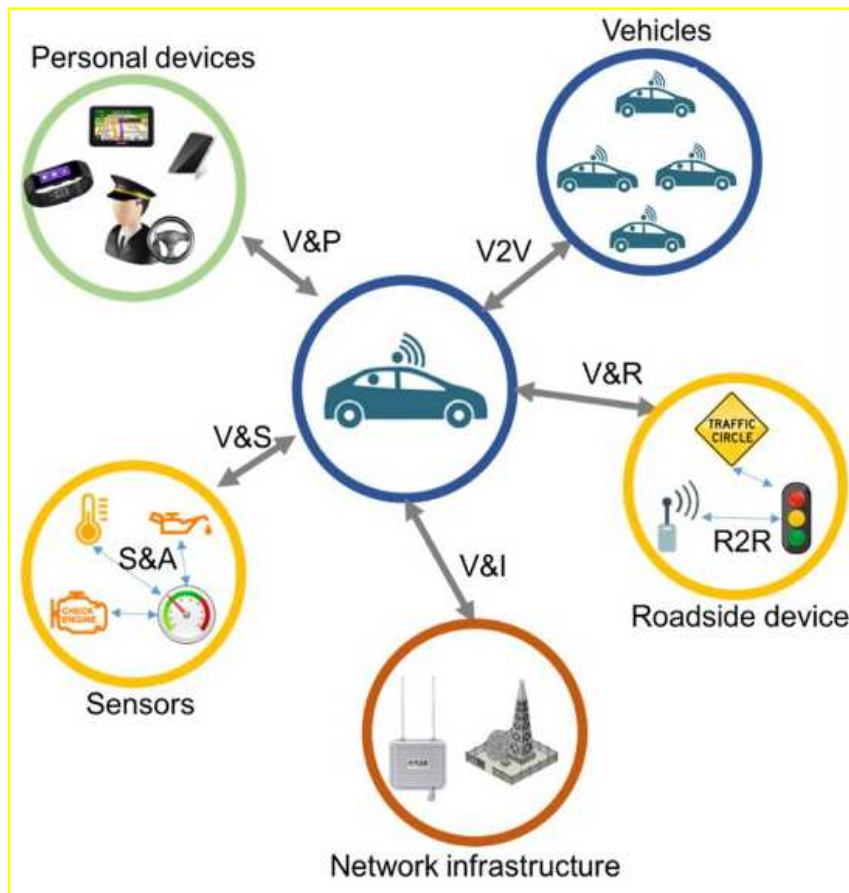 Vehicles
Personal devices
V&P
V2V
V&R
TRAFFIC
CIRCLE
V&S
R2R
S&A
V&I
CHECK
ENGINE
Roadside device
Sensors
Network infrastructure